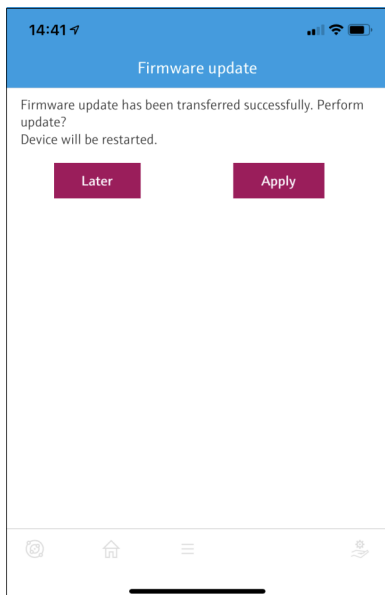 14:41
Firmware update
Firmware update has been transferred successfully. Perform
update?
Device will be restarted.
Later
Apply